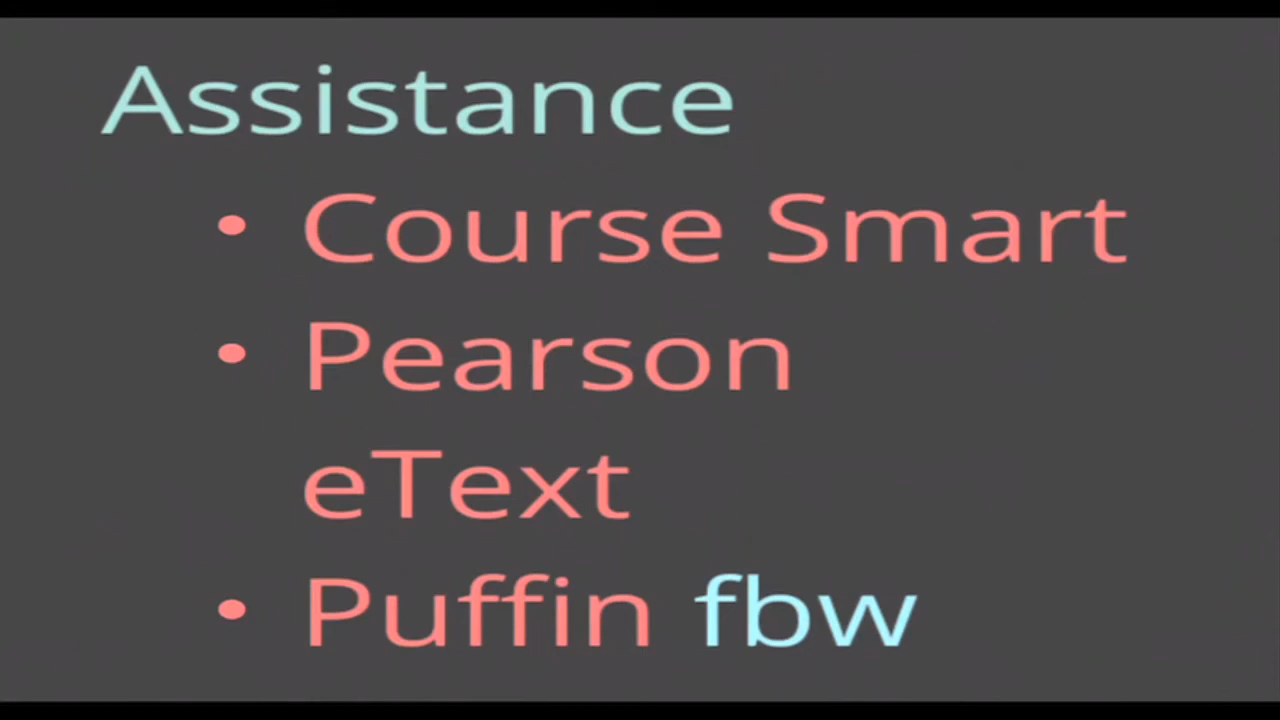 Assistance
• Course Smart
• Pearson
eText
• Puffin fbw